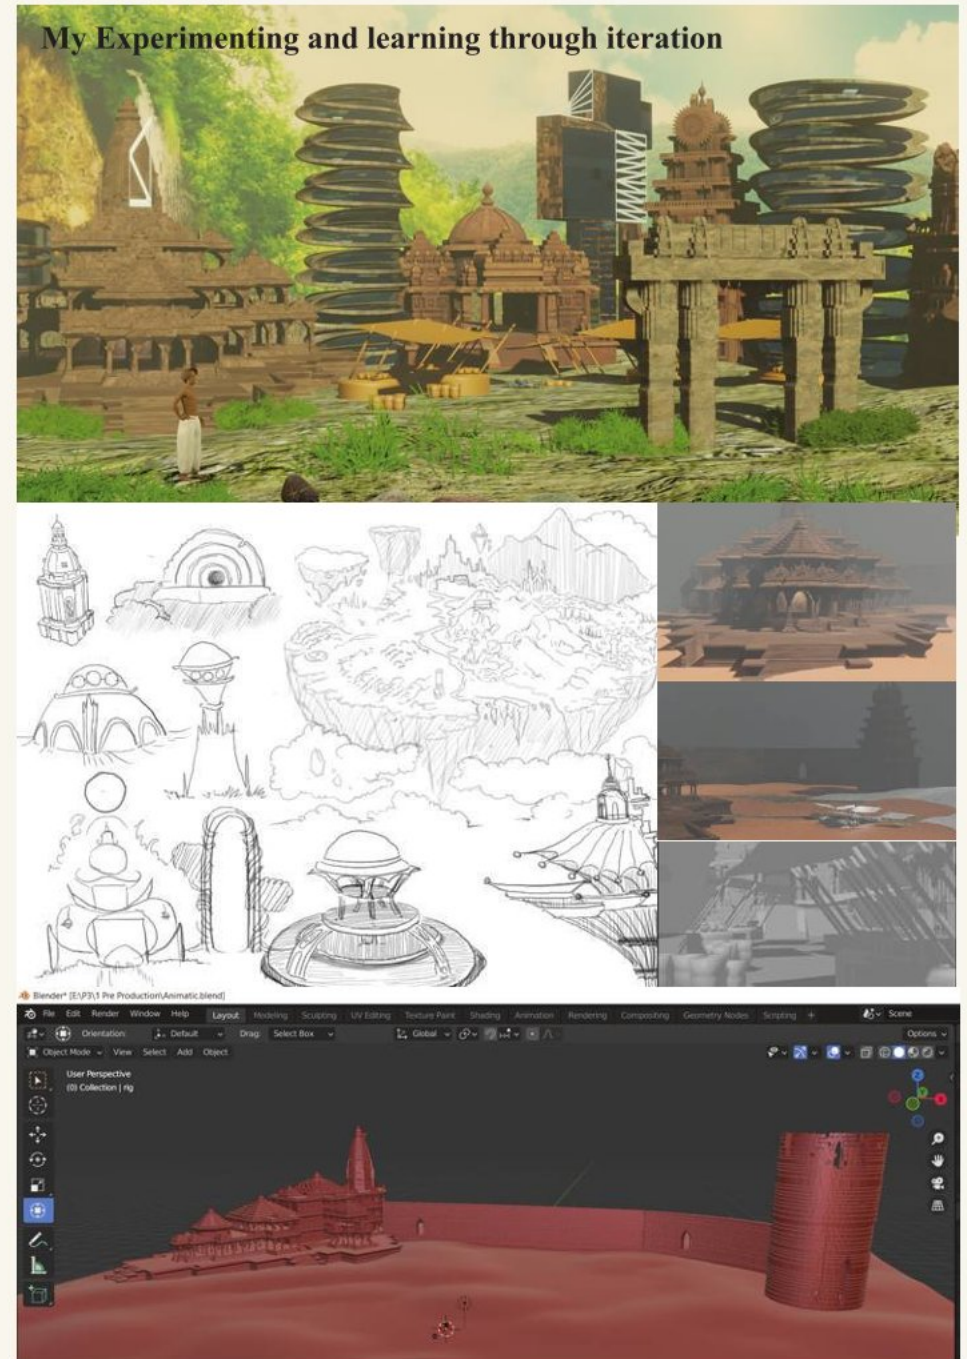 My Experimenting and learning through iteration
Blender* [E:\P3\1 Pre Production\Animatic.blend]
File Edit Render Window Help Layout Modeling Sculpting UV Editing Texture Paint Shading Animation Rendering Compositing Geometry Nodes Scripting + Scene
Orientation: Default Drag: Select Box Global Options
Object Mode View Select Add Object
User Perspective
(0) Collection | rig
Z
Y
X